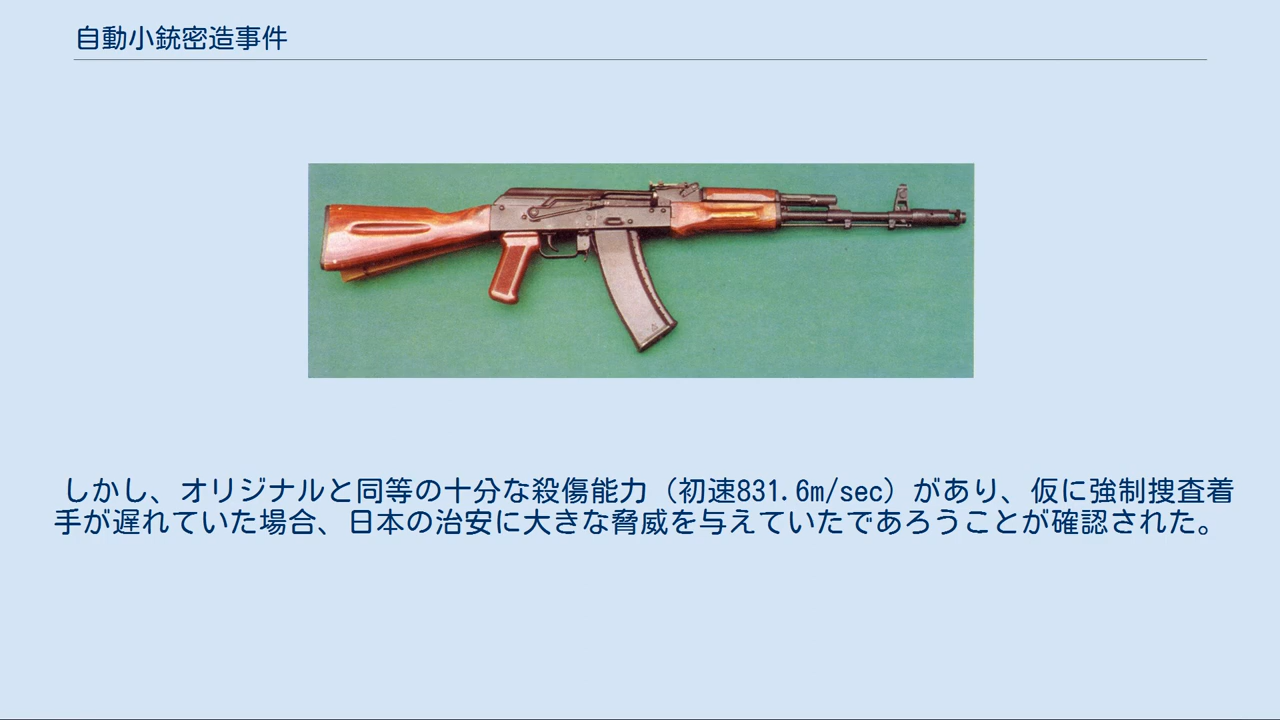 自動小銃密造事件
しかし、オリジナルと同等の十分な殺傷能力（初速831.6m/sec）があり、仮に強制捜査着
手が遅れていた場合、日本の治安に大きな脅威を与えていたであろうことが確認された。